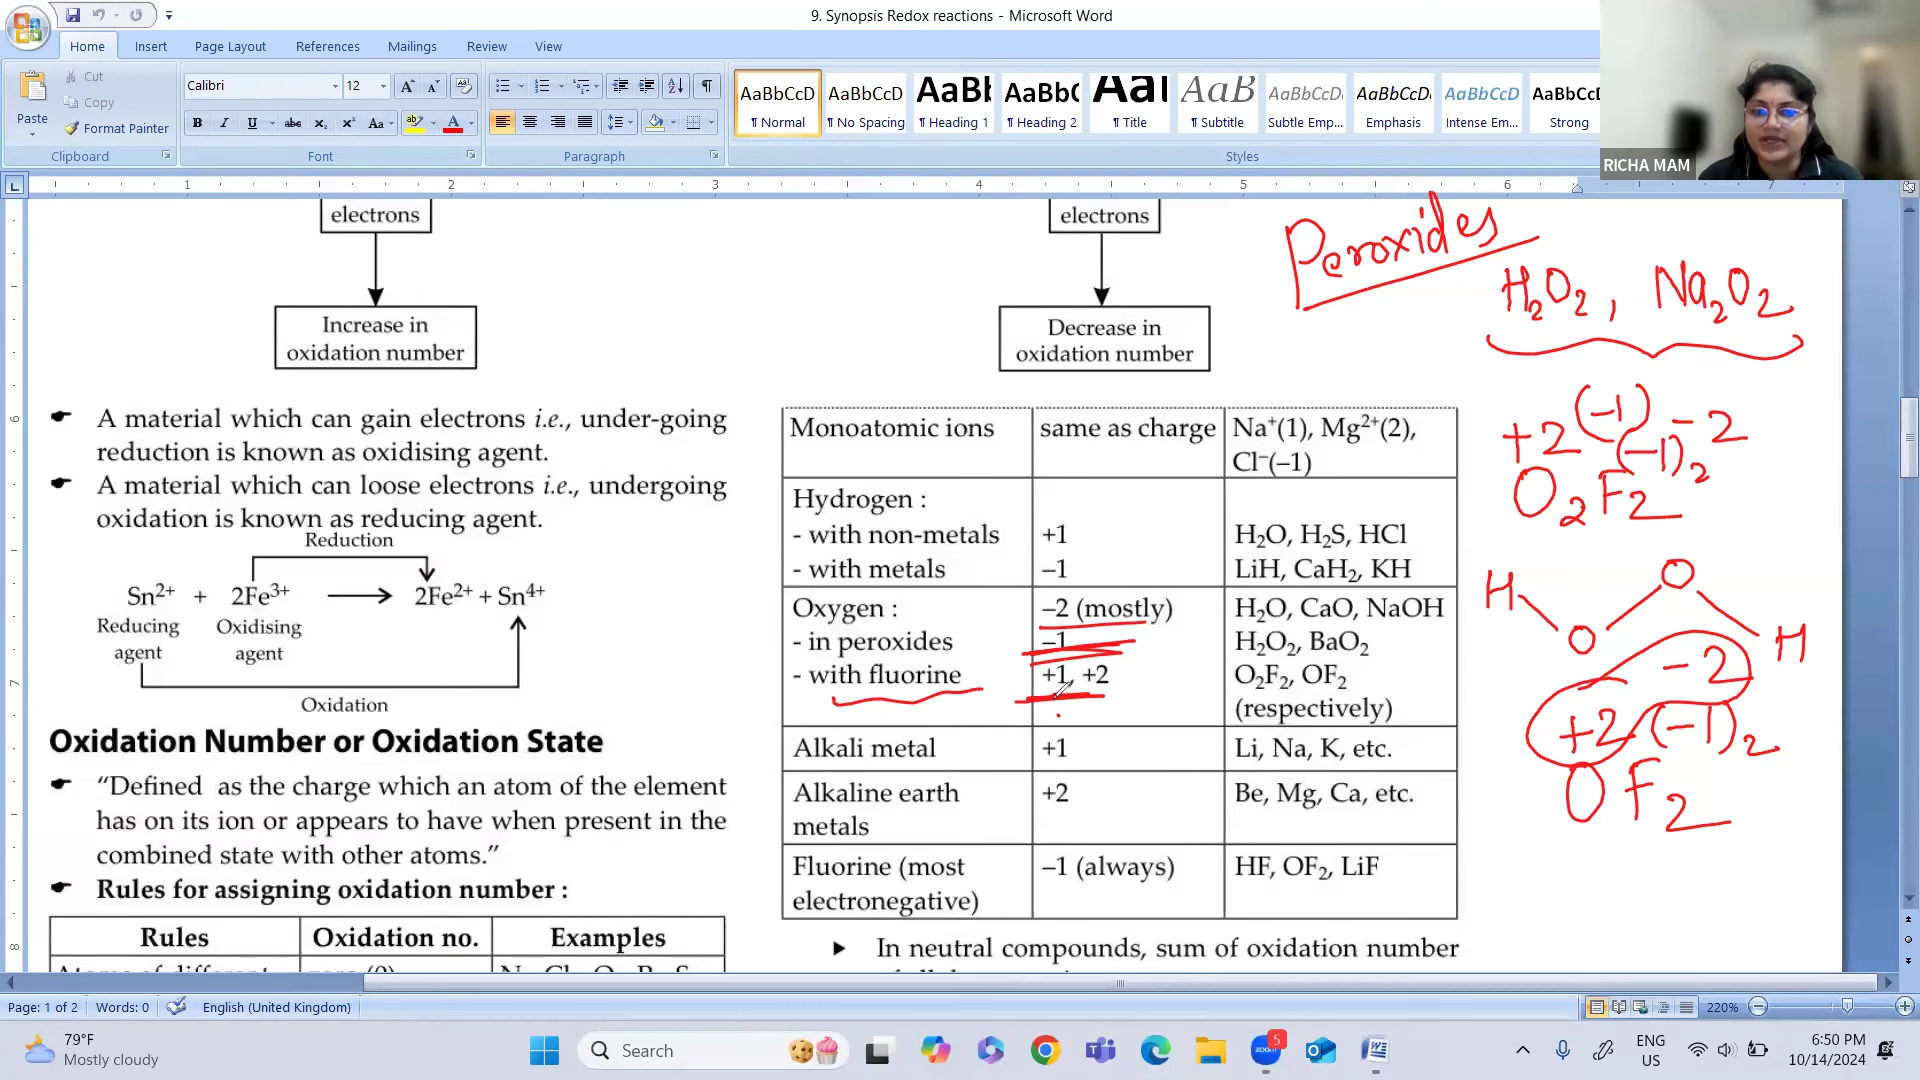 9. Synopsis Redox reactions - Microsoft Word
Home Insert Page Layout References Mailings Review View
Paste
Cut
Copy
Format Painter
Clipboard
Calibri 12
Font
Paragraph
AaBbCcD AaBbCcD AaBbC AaBbC AaB AaBbCcD AaBbCcD AaBbCcD AaBbCcD
¶ Normal ¶ No Spacing ¶ Heading 1 ¶ Heading 2 ¶ Title ¶ Subtitle Subtle Emp... Emphasis Intense Em... Strong
Styles
RICHA MAM
1 2 3 4 5 6 7
electrons
Increase in
oxidation number
electrons
Decrease in
oxidation number
A material which can gain electrons i.e., under-going
reduction is known as oxidising agent.
A material which can loose electrons i.e., undergoing
oxidation is known as reducing agent.
Reduction
Sn²⁺ + 2Fe³⁺ ⟶ 2Fe²⁺ + Sn⁴⁺
Reducing agent
Oxidising agent
Oxidation
Oxidation Number or Oxidation State
“Defined as the charge which an atom of the element
has on its ion or appears to have when present in the
combined state with other atoms.”
Rules for assigning oxidation number :
Rules Oxidation no. Examples
Monoatomic ions same as charge Na⁺(1), Mg²⁺(2),
Cl⁻(–1)
Hydrogen :
- with non-metals +1 H₂O, H₂S, HCl
- with metals –1 LiH, CaH₂, KH
Oxygen : –2 (mostly) H₂O, CaO, NaOH
- in peroxides –1 H₂O₂, BaO₂
- with fluorine +1, +2 O₂F₂, OF₂
(respectively)
Alkali metal +1 Li, Na, K, etc.
Alkaline earth +2 Be, Mg, Ca, etc.
metals
Fluorine (most –1 (always) HF, OF₂, LiF
electronegative)
In neutral compounds, sum of oxidation number
Peroxides
H₂O₂, Na₂O₂
(-1)
+2 (-1)₂ -2
O₂F₂
H O O H
-2
+2 (-1)₂
OF₂
Page: 1 of 2 Words: 0 English (United Kingdom) 220%
79°F
Mostly cloudy
Search
zoom 5
ENG
US
6:50 PM
10/14/2024